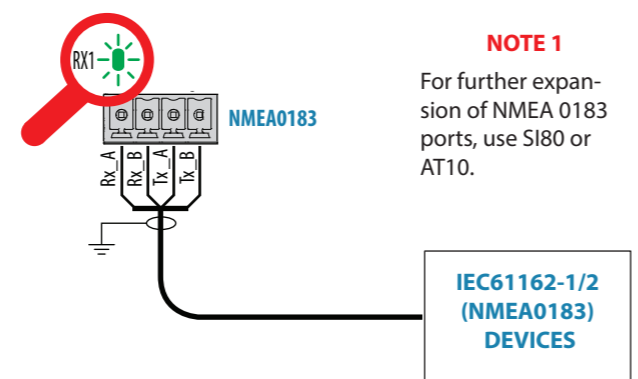 RX1
NMEA0183
Rx_A
Rx_B
Tx_A
Tx_B
NOTE 1
For further expan-
sion of NMEA 0183
ports, use SI80 or
AT10.
IEC61162-1/2
(NMEA0183)
DEVICES